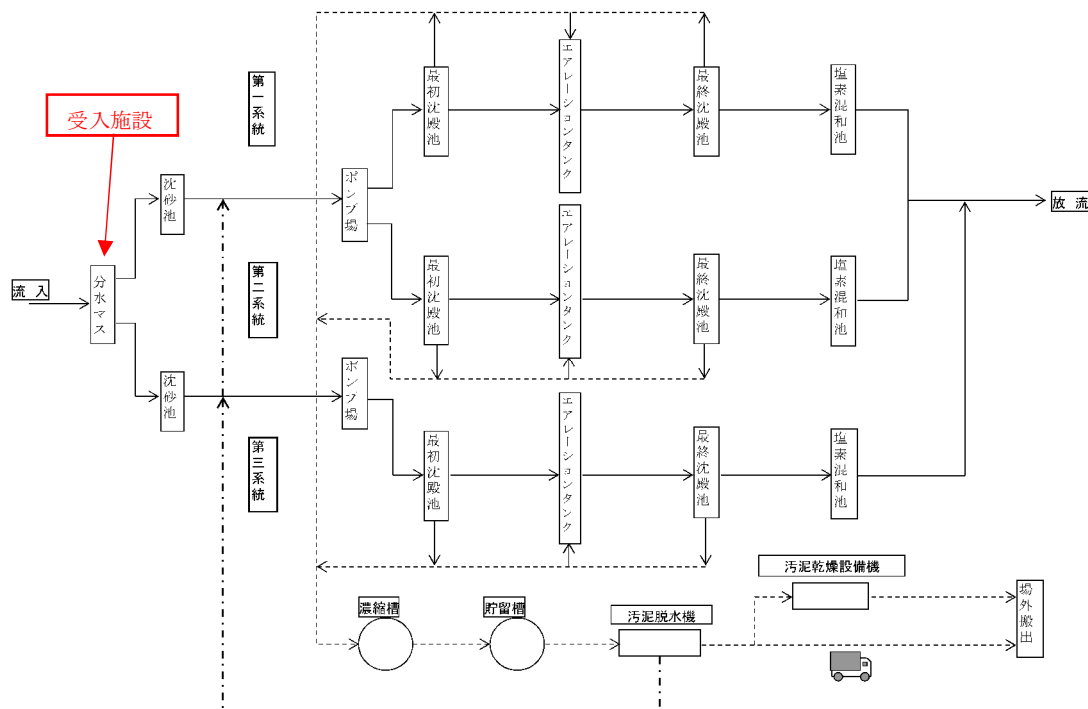 受入施設
流 入
分水マス
沈砂池
沈砂池
第一系統
第二系統
第三系統
ポンプ場
ポンプ場
最初沈殿池
エアレーションタンク
最終沈殿池
塩素混和池
最初沈殿池
エアレーションタンク
最終沈殿池
塩素混和池
最初沈殿池
エアレーションタンク
最終沈殿池
塩素混和池
放 流
濃縮槽
貯留槽
汚泥脱水機
汚泥乾燥設備機
場外搬出